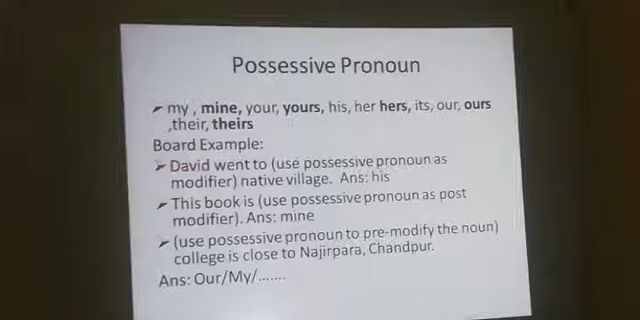 Possessive Pronoun
➢ my , mine, your, yours, his, her hers, its, our, ours
,their, theirs
Board Example:
➢ David went to (use possessive pronoun as
modifier) native village. Ans: his
➢ This book is (use possessive pronoun as post
modifier). Ans: mine
➢ (use possessive pronoun to pre-modify the noun)
college is close to Najirpara, Chandpur.
Ans: Our/My/.......